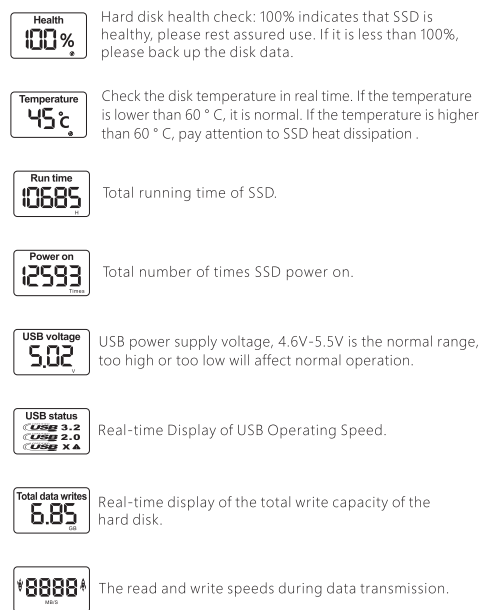 Health
100 %
Hard disk health check: 100% indicates that SSD is
healthy, please rest assured use. If it is less than 100%,
please back up the disk data.
Temperature
45°c
Check the disk temperature in real time. If the temperature
is lower than 60 ° C, it is normal. If the temperature is higher
than 60 ° C, pay attention to SSD heat dissipation .
Run time
10685
H
Total running time of SSD.
Power on
12593
Times
Total number of times SSD power on.
USB voltage
5.02
V
USB power supply voltage, 4.6V-5.5V is the normal range,
too high or too low will affect normal operation.
USB status
USB 3.2
USB 2.0
USB X
Real-time Display of USB Operating Speed.
Total data writes
6.85
GB
Real-time display of the total write capacity of the
hard disk.
8888
MB/S
The read and write speeds during data transmission.